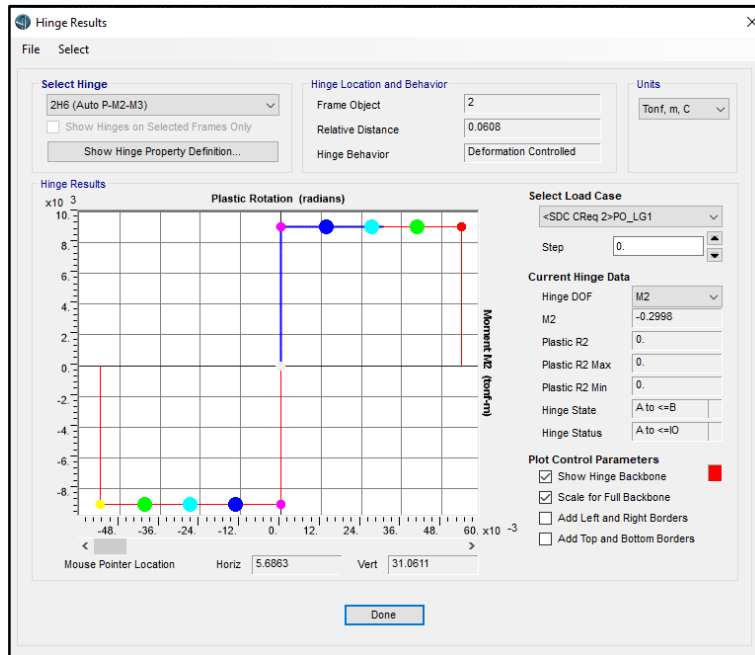 Hinge Results
File Select
Select Hinge
2H6 (Auto P-M2-M3)
Show Hinges on Selected Frames Only
Show Hinge Property Definition...
Hinge Location and Behavior
Frame Object 2
Relative Distance 0.0608
Hinge Behavior Deformation Controlled
Units
Tonf, m, C
Hinge Results
x10 3
Plastic Rotation (radians)
10.
8.
6.
4.
2.
0.
-2.
-4.
-6.
-8.
Moment M2 (tonf-m)
-48. -36. -24. -12. 0. 12. 24. 36. 48. 60. x10 -3
Mouse Pointer Location Horiz 5.6863 Vert 31.0611
Select Load Case
<SDC CReq 2>PO_LG1
Step 0.
Current Hinge Data
Hinge DOF M2
M2 -0.2998
Plastic R2 0.
Plastic R2 Max 0.
Plastic R2 Min 0.
Hinge State A to <=B
Hinge Status A to <=IO
Plot Control Parameters
Show Hinge Backbone
Scale for Full Backbone
Add Left and Right Borders
Add Top and Bottom Borders
Done